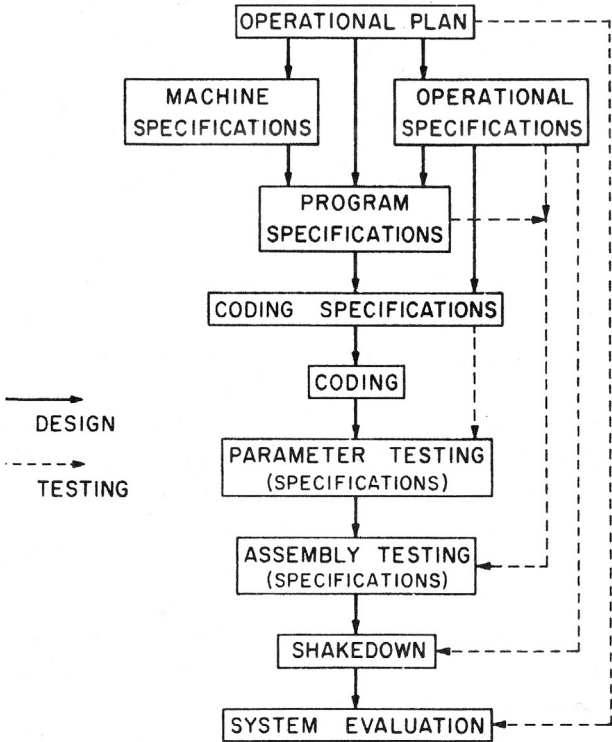 OPERATIONAL PLAN
MACHINE
SPECIFICATIONS
OPERATIONAL
SPECIFICATIONS
PROGRAM
SPECIFICATIONS
CODING SPECIFICATIONS
CODING
DESIGN
TESTING
PARAMETER TESTING
(SPECIFICATIONS)
ASSEMBLY TESTING
(SPECIFICATIONS)
SHAKEDOWN
SYSTEM EVALUATION